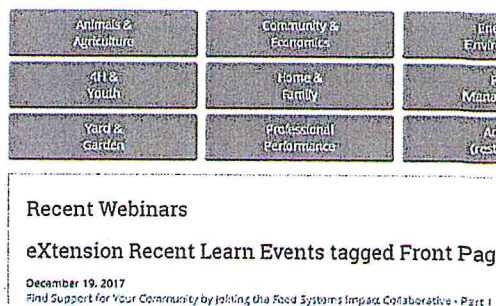 Animals &
Agriculture
Community &
Economics
4H &
Youth
Home &
Family
Yard &
Garden
Professional
Performance
Recent Webinars
eXtension Recent Learn Events tagged Front Pag
December 19, 2017
Find Support for Your Community by Joining the Food Systems Impact Collaborative - Part I